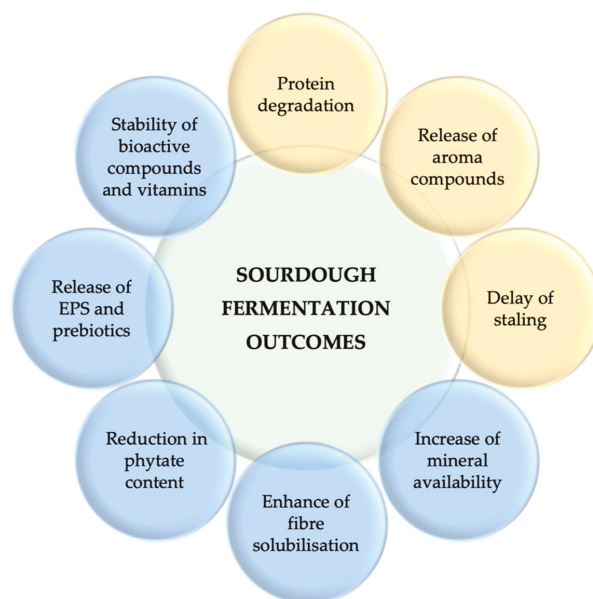 Protein
degradation
Release of
aroma
compounds
Delay of
staling
Increase of
mineral
availability
Enhance of
fibre
solubilisation
Reduction in
phytate
content
Release of
EPS and
prebiotics
Stability of
bioactive
compounds
and vitamins
SOURDOUGH
FERMENTATION
OUTCOMES